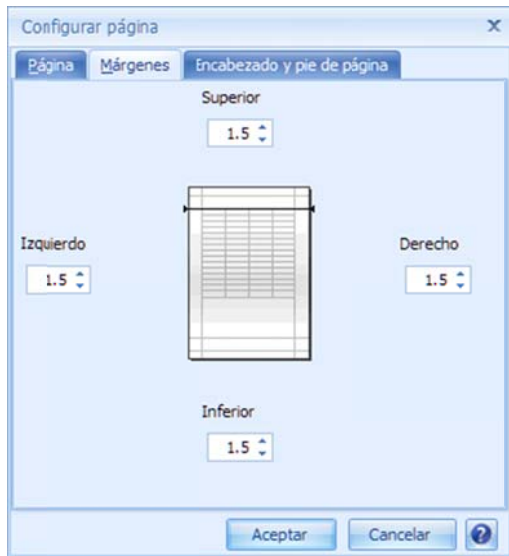 Configurar página
Página Márgenes Encabezado y pie de página
Superior
1.5
Izquierdo Derecho
1.5 1.5
Inferior
1.5
Aceptar Cancelar ?